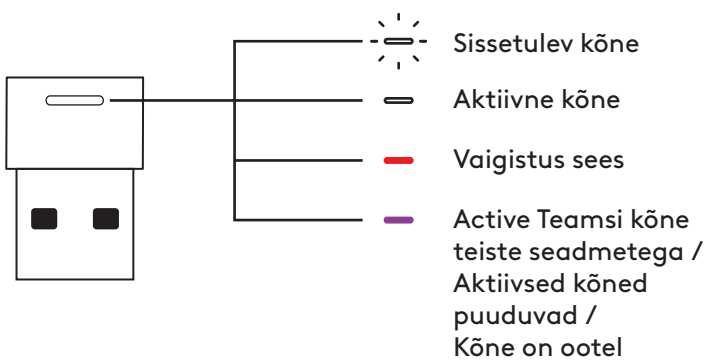 Sissetulev kõne
Aktiivne kõne
Vaigistus sees
Active Teamsi kõne
teiste seadmetega /
Aktiivsed kõned
puuduvad /
Kõne on ootel